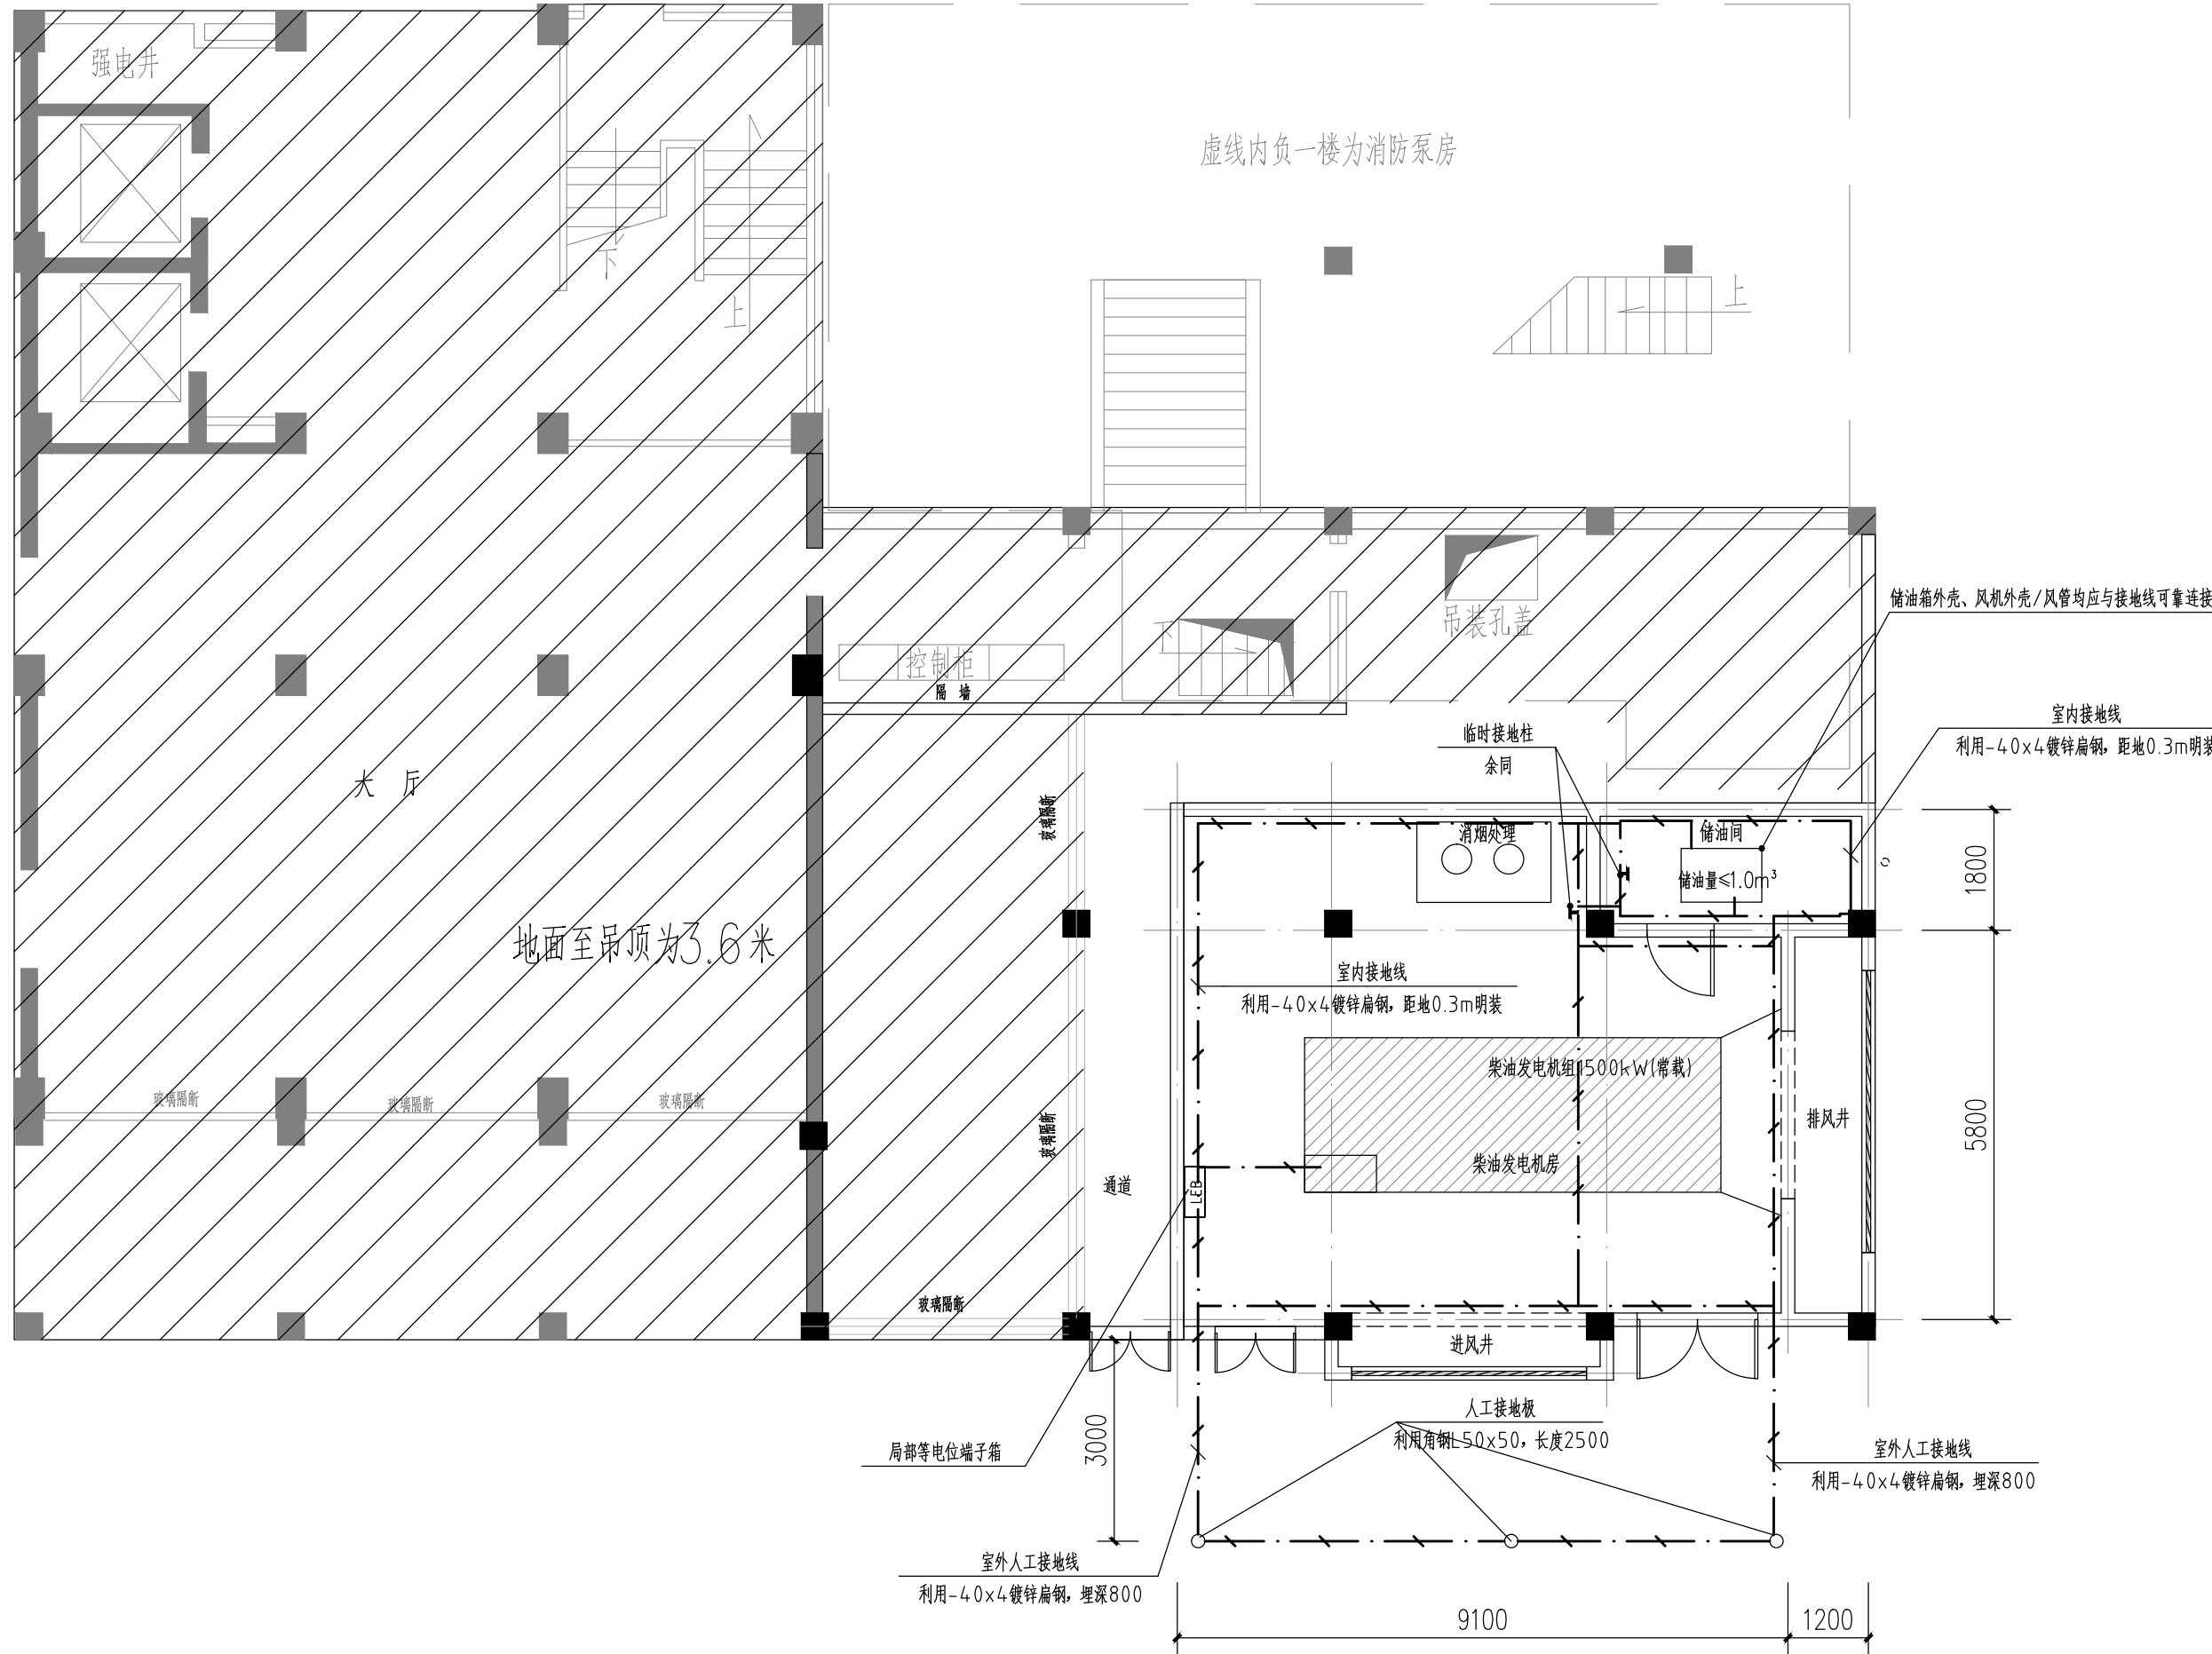 强电井
虚线内负一楼为消防泵房
下
上
上
吊装孔盖
下
控制柜
隔 墙
储油箱外壳、风机外壳/风管均应与接地线可靠连接
室内接地线
利用-40x4镀锌扁钢，距地0.3m明装
临时接地柱
余同
大 厅
玻璃隔断
消烟处理
储油间
储油量≤1.0m³
1800
地面至吊顶为3.6米
室内接地线
利用-40x4镀锌扁钢，距地0.3m明装
柴油发电机组1500kW(常载)
玻璃隔断
玻璃隔断
玻璃隔断
玻璃隔断
排风井
5800
柴油发电机房
通道
LEB
玻璃隔断
进风井
人工接地极
利用角钢L50x50，长度2500
3000
局部等电位端子箱
室外人工接地线
利用-40x4镀锌扁钢，埋深800
室外人工接地线
利用-40x4镀锌扁钢，埋深800
9100
1200